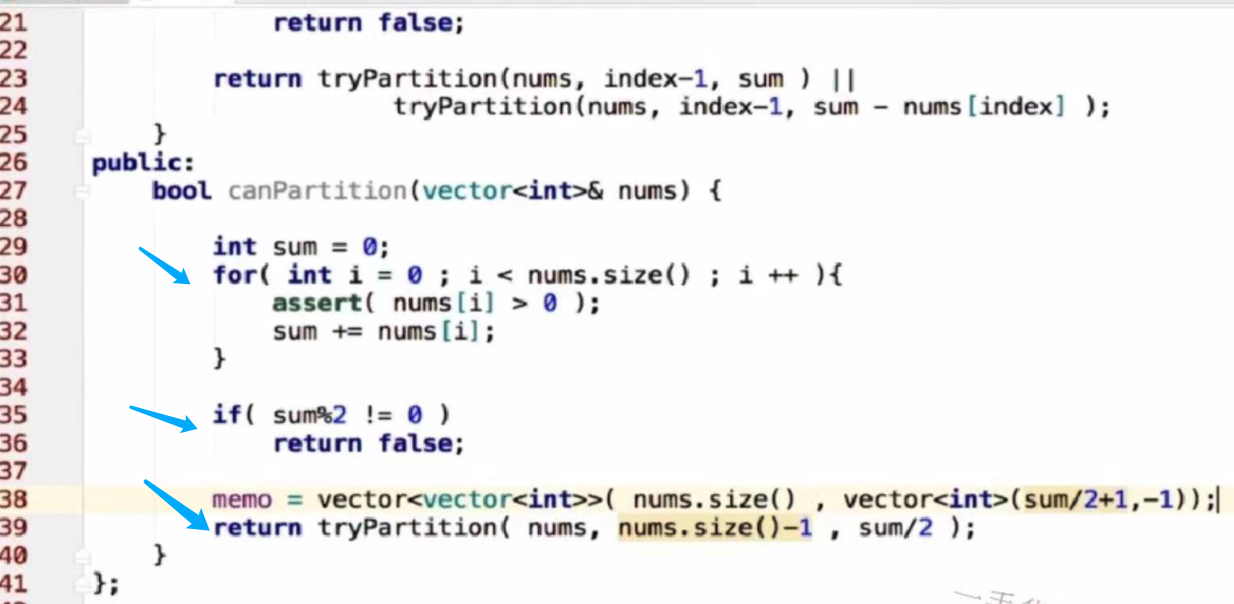 21 return false;
22
23 return tryPartition(nums, index-1, sum ) ||
24 tryPartition(nums, index-1, sum - nums[index] );
25 }
26 public:
27 bool canPartition(vector<int>& nums) {
28
29 int sum = 0;
30 for( int i = 0 ; i < nums.size() ; i ++ ){
31 assert( nums[i] > 0 );
32 sum += nums[i];
33 }
34
35 if( sum%2 != 0 )
36 return false;
37
38 memo = vector<vector<int>>( nums.size() , vector<int>(sum/2+1,-1));
39 return tryPartition( nums, nums.size()-1 , sum/2 );
40 }
41 };